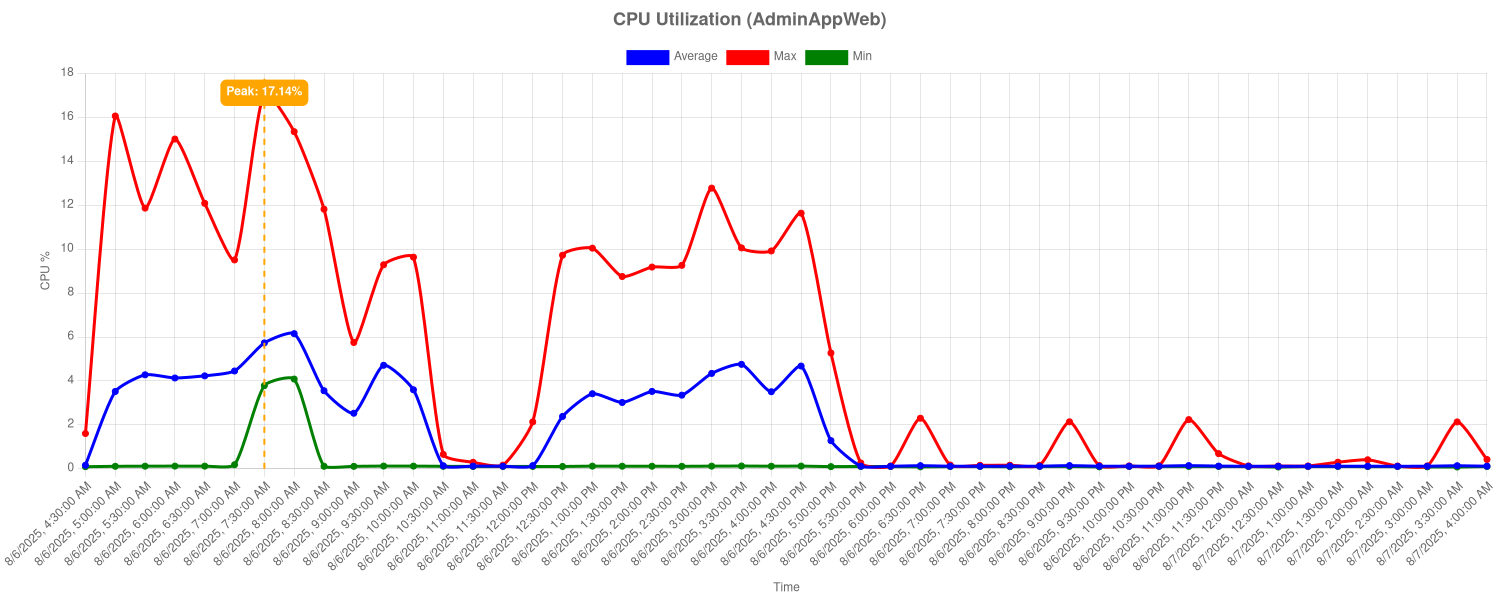 CPU Utilization (AdminAppWeb)
Average Max Min
Peak: 17.14%
18
16
14
12
10
8
6
4
2
0
CPU %
8/6/2025, 4:30:00 AM
8/6/2025, 5:00:00 AM
8/6/2025, 5:30:00 AM
8/6/2025, 6:00:00 AM
8/6/2025, 6:30:00 AM
8/6/2025, 7:00:00 AM
8/6/2025, 7:30:00 AM
8/6/2025, 8:00:00 AM
8/6/2025, 8:30:00 AM
8/6/2025, 9:00:00 AM
8/6/2025, 9:30:00 AM
8/6/2025, 10:00:00 AM
8/6/2025, 10:30:00 AM
8/6/2025, 11:00:00 AM
8/6/2025, 11:30:00 AM
8/6/2025, 12:00:00 PM
8/6/2025, 12:30:00 PM
8/6/2025, 1:00:00 PM
8/6/2025, 1:30:00 PM
8/6/2025, 2:00:00 PM
8/6/2025, 2:30:00 PM
8/6/2025, 3:00:00 PM
8/6/2025, 3:30:00 PM
8/6/2025, 4:00:00 PM
8/6/2025, 4:30:00 PM
8/6/2025, 5:00:00 PM
8/6/2025, 5:30:00 PM
8/6/2025, 6:00:00 PM
8/6/2025, 6:30:00 PM
8/6/2025, 7:00:00 PM
8/6/2025, 7:30:00 PM
8/6/2025, 8:00:00 PM
8/6/2025, 8:30:00 PM
8/6/2025, 9:00:00 PM
8/6/2025, 9:30:00 PM
8/6/2025, 10:00:00 PM
8/6/2025, 10:30:00 PM
8/6/2025, 11:00:00 PM
8/6/2025, 11:30:00 PM
8/7/2025, 12:00:00 AM
8/7/2025, 12:30:00 AM
8/7/2025, 1:00:00 AM
8/7/2025, 1:30:00 AM
8/7/2025, 2:00:00 AM
8/7/2025, 2:30:00 AM
8/7/2025, 3:00:00 AM
8/7/2025, 3:30:00 AM
8/7/2025, 4:00:00 AM
Time